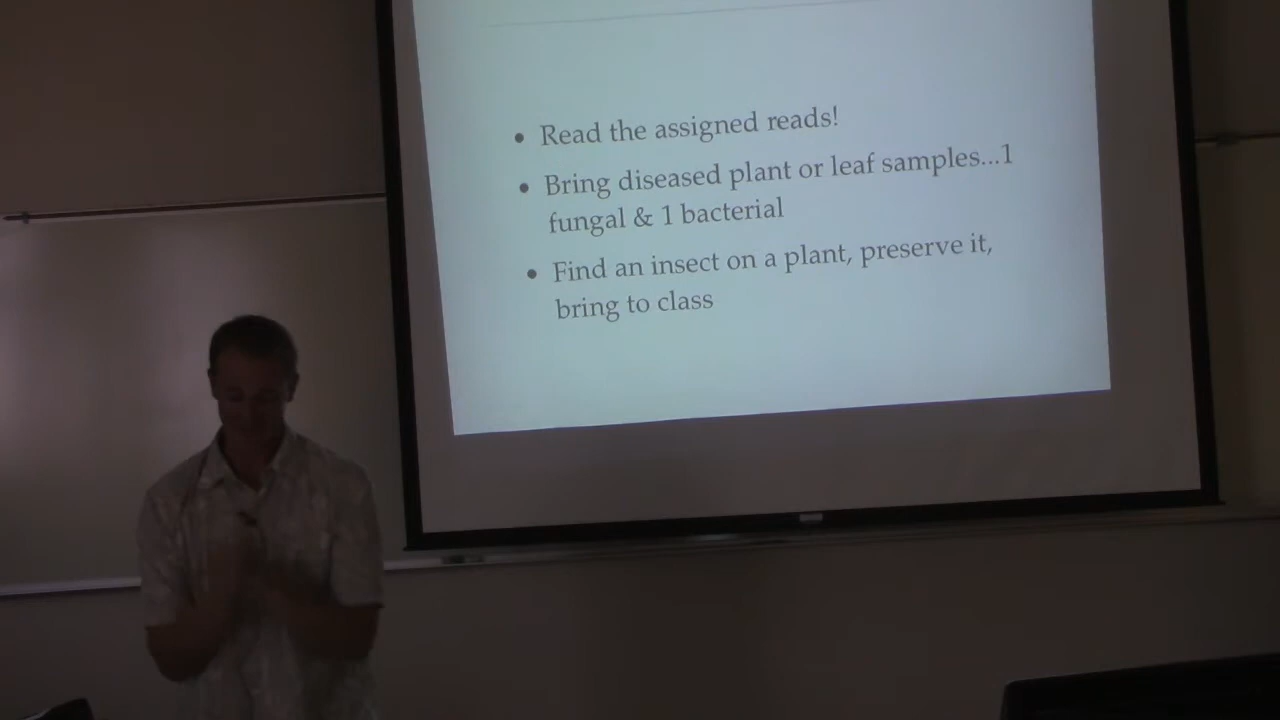 • Read the assigned reads!
• Bring diseased plant or leaf samples...1
fungal & 1 bacterial
• Find an insect on a plant, preserve it,
bring to class